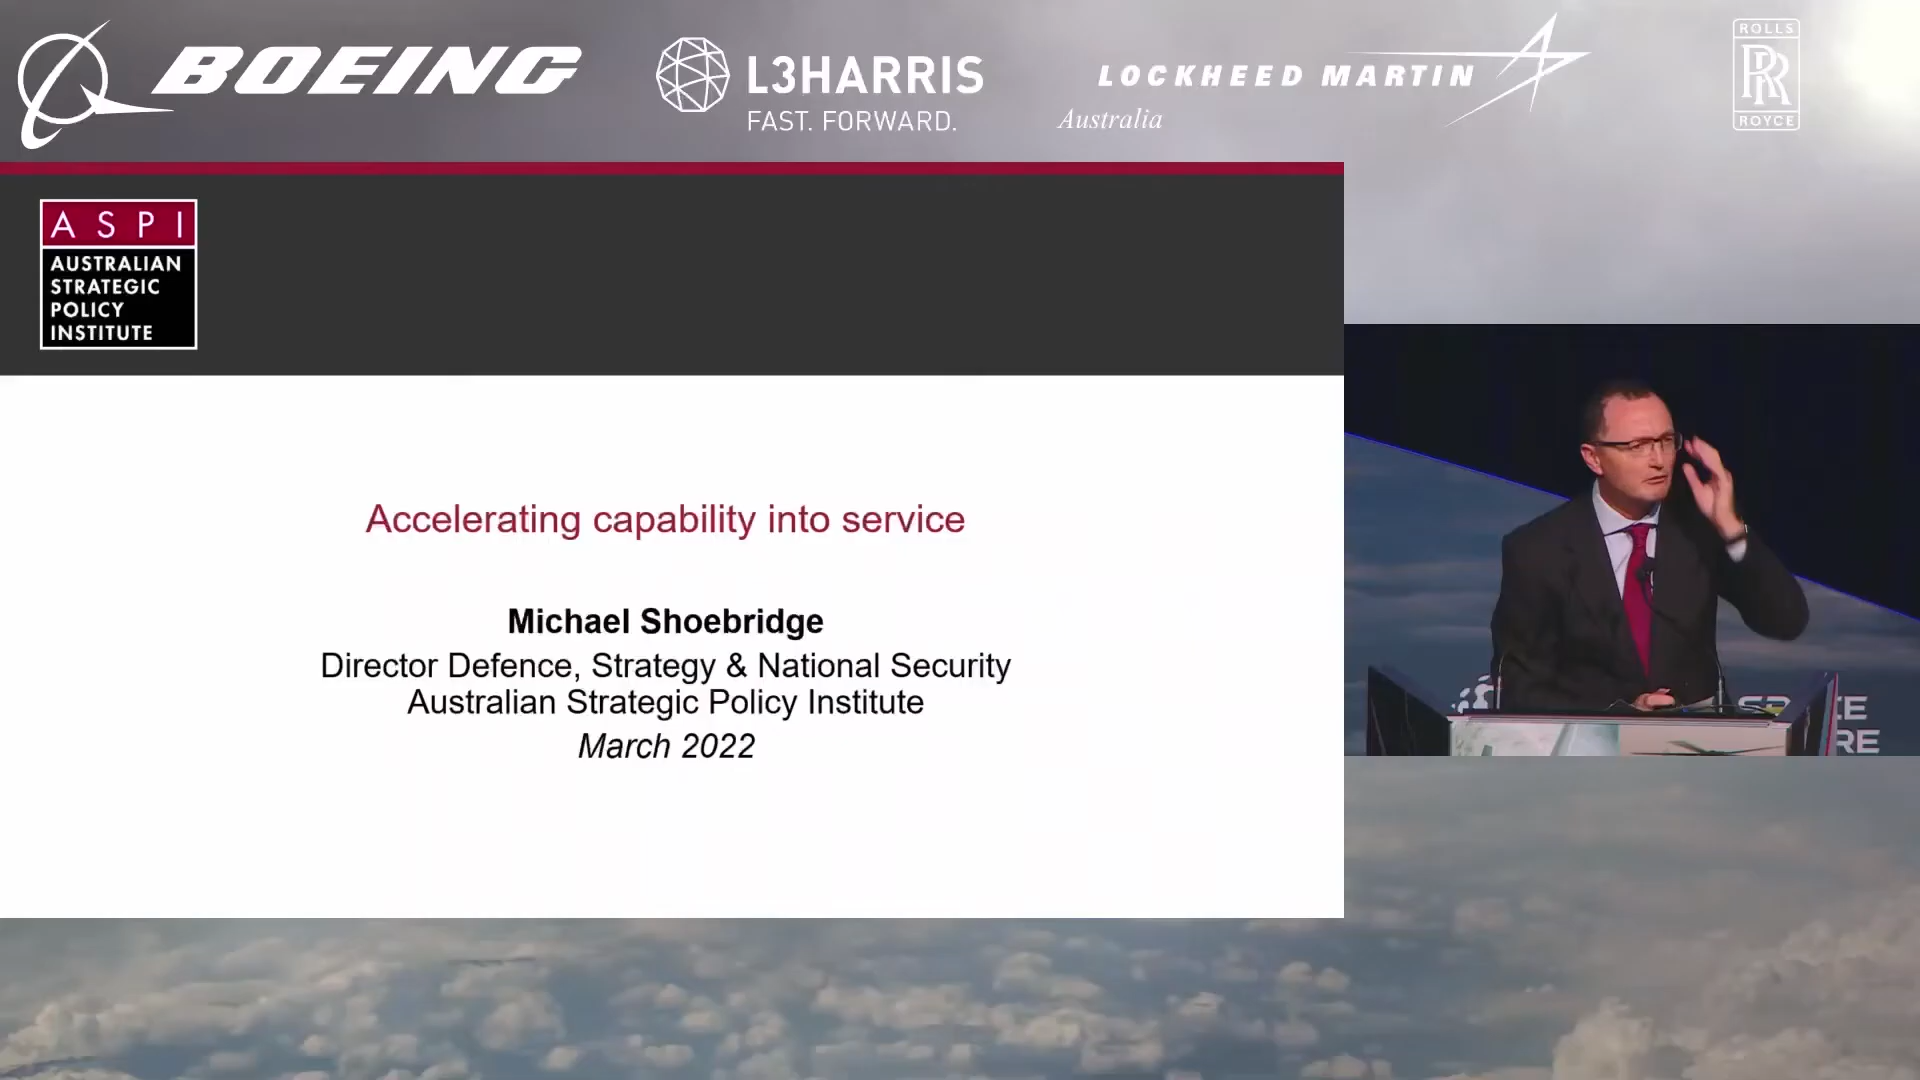 BOEING
L3HARRIS
FAST. FORWARD.
LOCKHEED MARTIN
Australia
ROLLS
RR
ROYCE
ASPI
AUSTRALIAN
STRATEGIC
POLICY
INSTITUTE
Accelerating capability into service
Michael Shoebridge
Director Defence, Strategy & National Security
Australian Strategic Policy Institute
March 2022